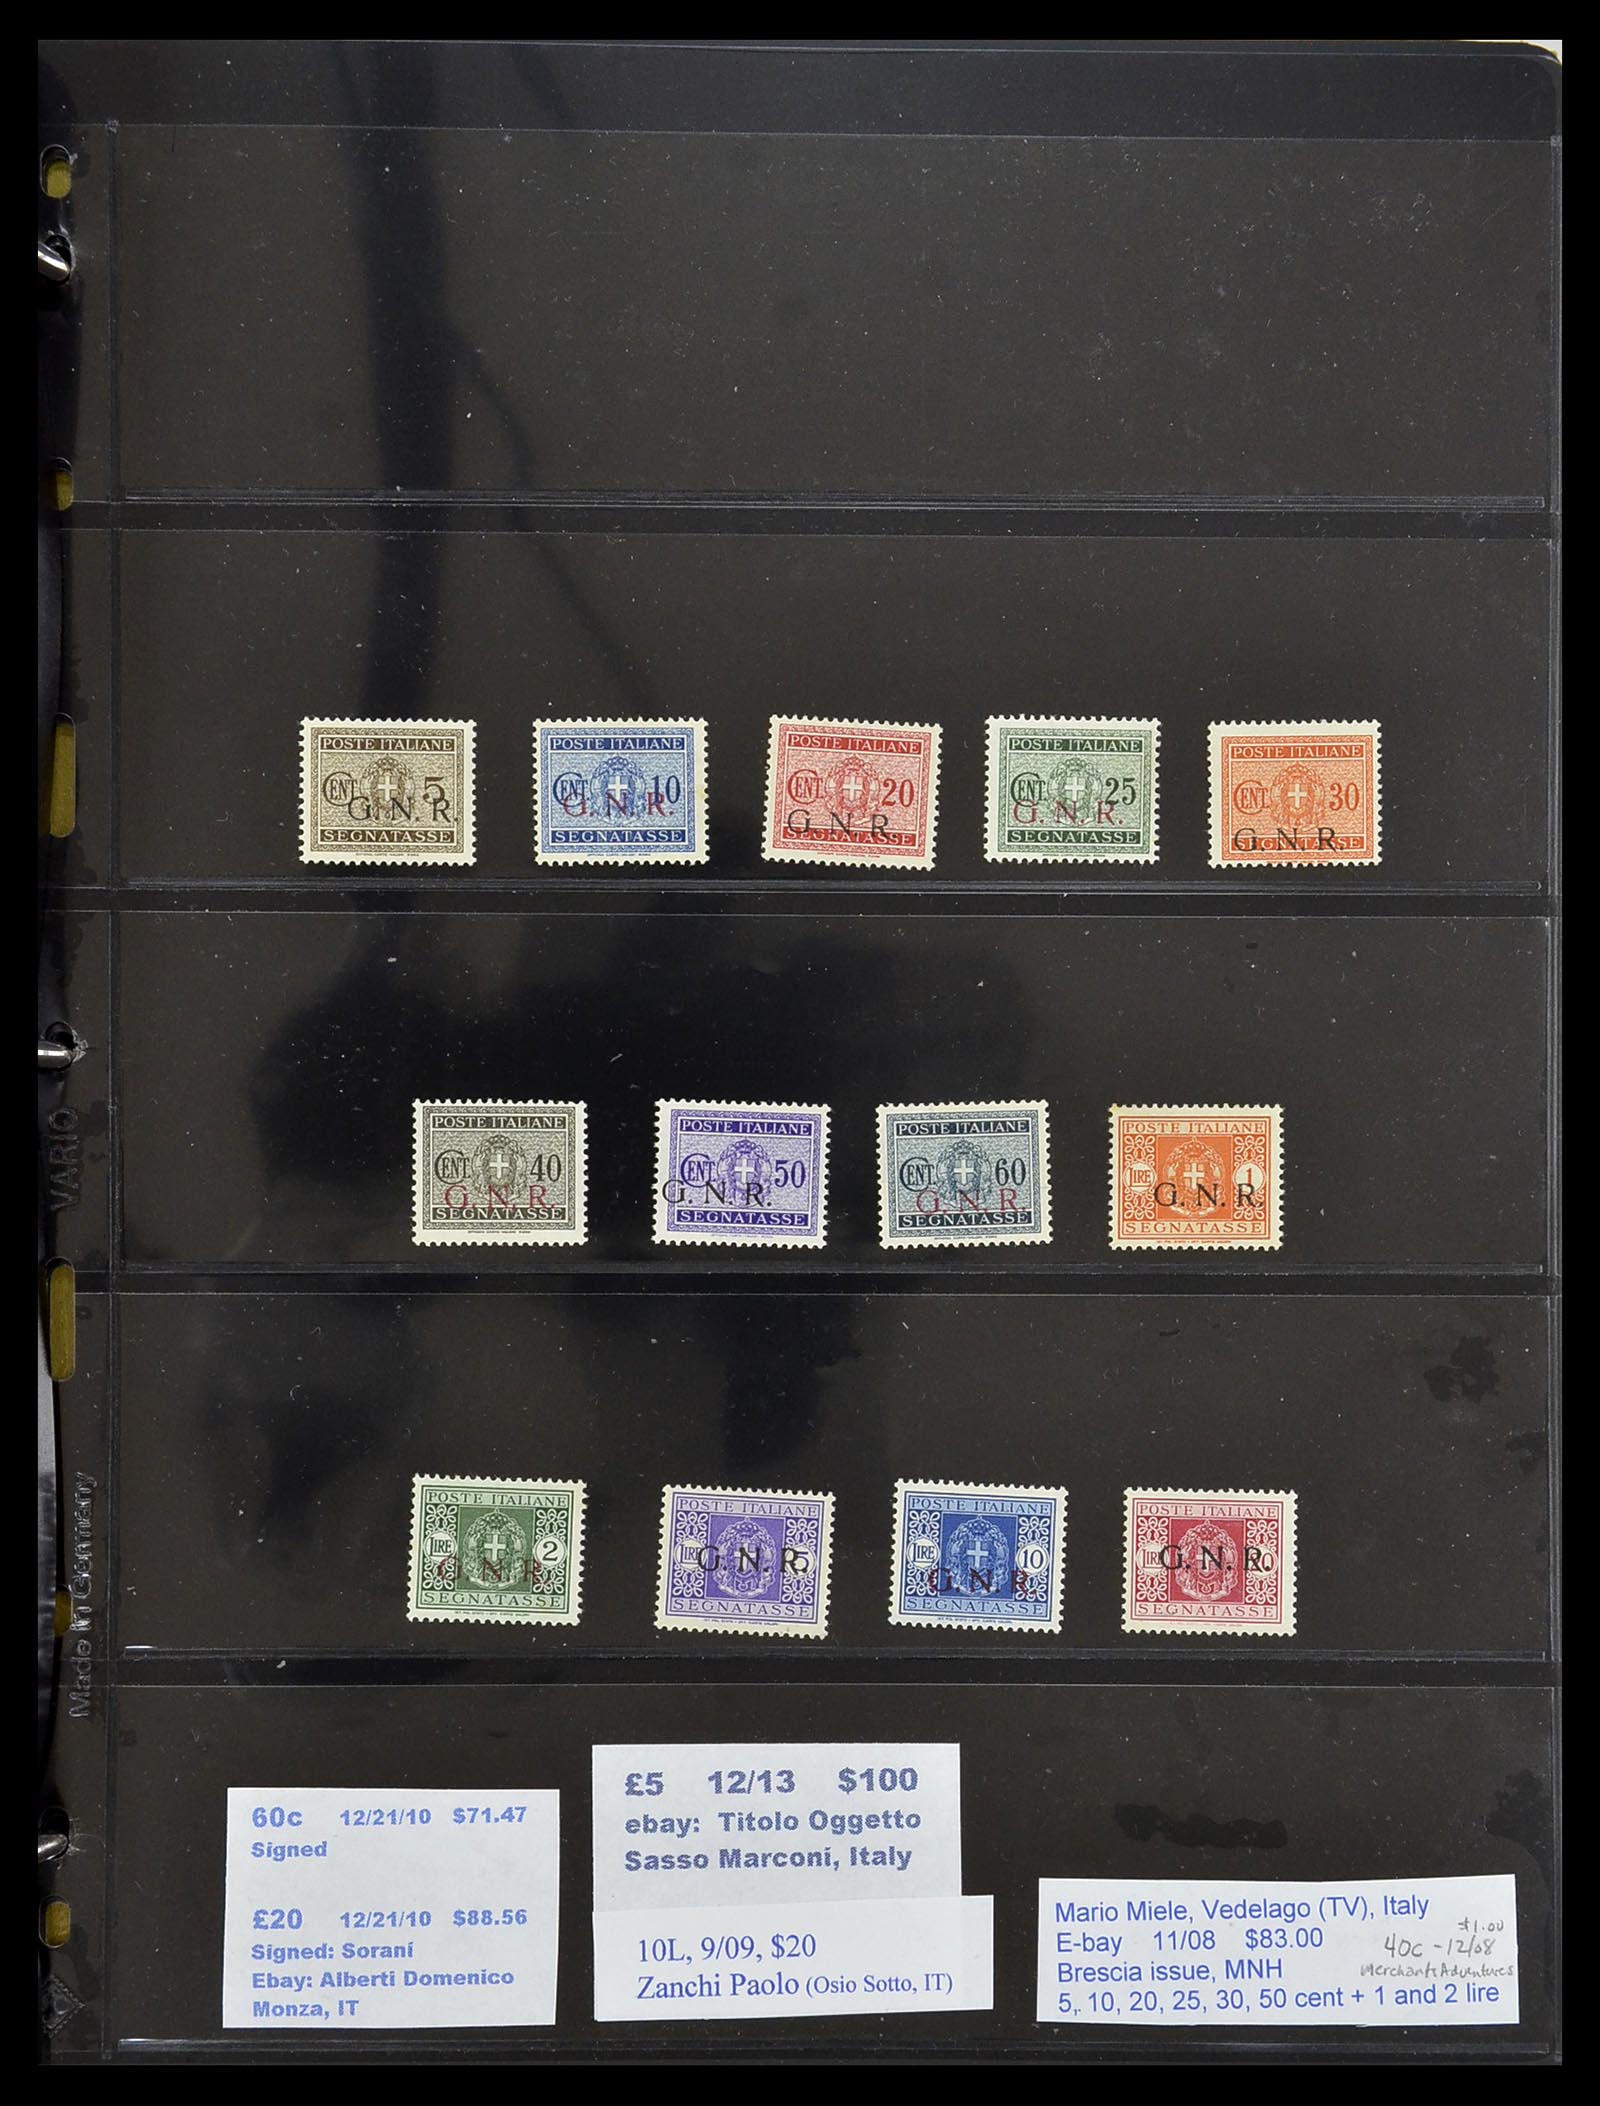 POSTE ITALIANE
CENT 5
G. N. R.
SEGNATASSE
POSTE ITALIANE
CENT 10
G. N. R.
SEGNATASSE
POSTE ITALIANE
CENT 20
G. N. R.
SEGNATASSE
POSTE ITALIANE
CENT 25
G. N. R.
SEGNATASSE
POSTE ITALIANE
CENT 30
G. N. R.
SEGNATASSE
POSTE ITALIANE
CENT 40
G. N. R.
SEGNATASSE
POSTE ITALIANE
CENT 50
G. N. R.
SEGNATASSE
POSTE ITALIANE
CENT 60
G. N. R.
SEGNATASSE
POSTE ITALIANE
LIRE 1
G. N. R.
SEGNATASSE
VARIO
POSTE ITALIANE
LIRE 2
G. N. R.
SEGNATASSE
POSTE ITALIANE
LIRE 5
G. N. R.
SEGNATASSE
POSTE ITALIANE
LIRE 10
G. N. R.
SEGNATASSE
POSTE ITALIANE
LIRE 20
G. N. R.
SEGNATASSE
Made in Germany
60c 12/21/10 $71.47
Signed
£20 12/21/10 $88.56
Signed: Sorani
Ebay: Alberti Domenico
Monza, IT
£5 12/13 $100
ebay: Titolo Oggetto
Sasso Marconi, Italy
10L, 9/09, $20
Zanchi Paolo (Osio Sotto, IT)
Mario Miele, Vedelago (TV), Italy
E-bay 11/08 $83.00
Brescia issue, MNH
5, 10, 20, 25, 30, 50 cent + 1 and 2 lire
$1.00
40c - 12/08
Merchants Adventures